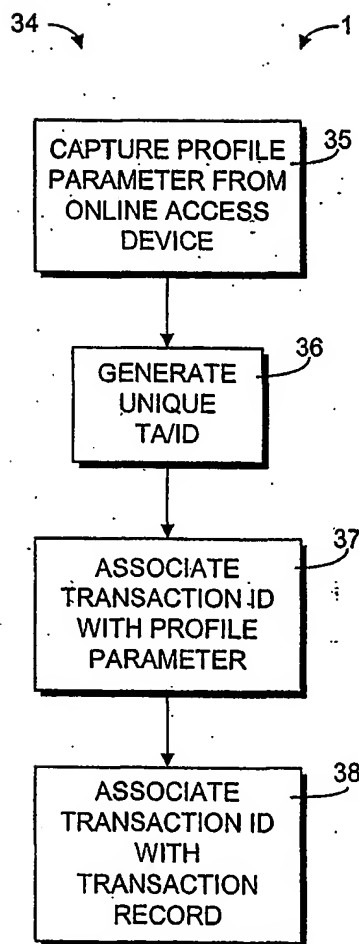 34 1
CAPTURE PROFILE
PARAMETER FROM
ONLINE ACCESS
DEVICE
35
GENERATE
UNIQUE
TA/ID
36
ASSOCIATE
TRANSACTION ID
WITH PROFILE
PARAMETER
37
ASSOCIATE
TRANSACTION ID
WITH
TRANSACTION
RECORD
38